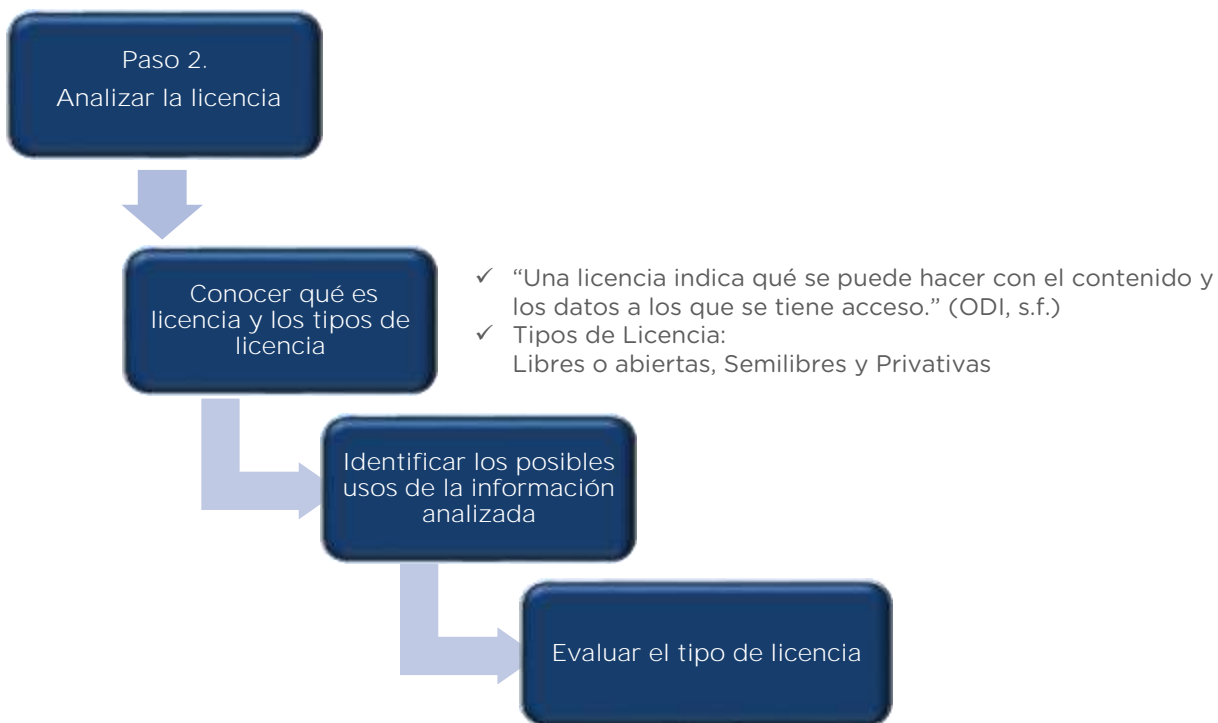 Paso 2.
Analizar la licencia
Conocer qué es
licencia y los tipos de
licencia
✓ “Una licencia indica qué se puede hacer con el contenido y
los datos a los que se tiene acceso.” (ODI, s.f.)
✓ Tipos de Licencia:
Libres o abiertas, Semilibres y Privativas
Identificar los posibles
usos de la información
analizada
Evaluar el tipo de licencia